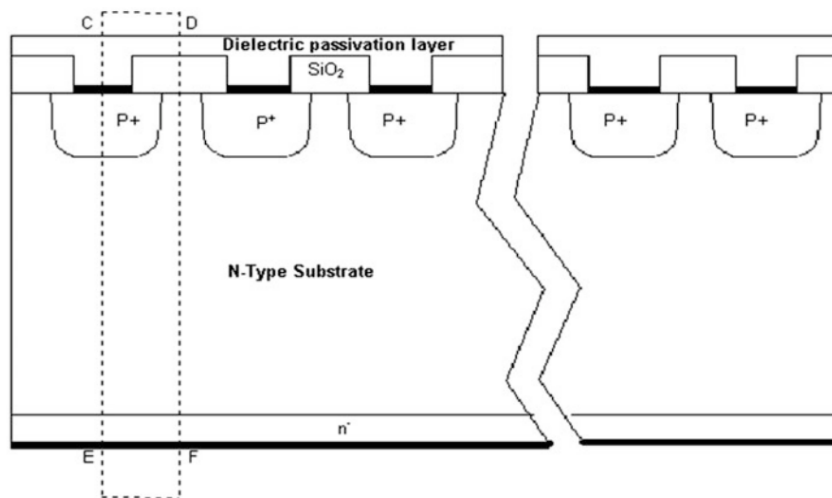 C D
Dielectric passivation layer
SiO₂
P+ P⁺ P+ P+ P+
N-Type Substrate
n⁻
E F